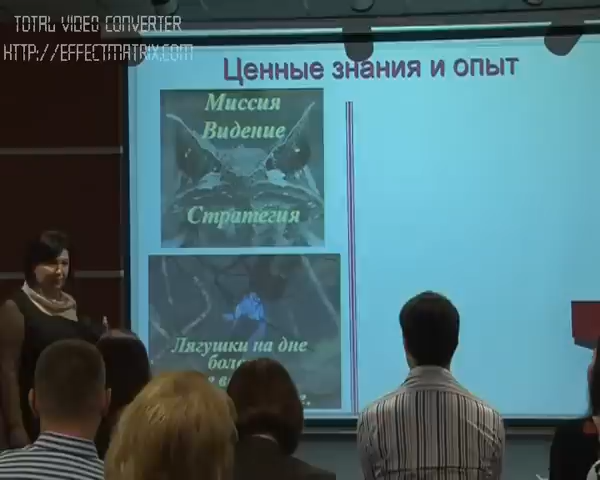 TOTAL VIDEO CONVERTER
HTTP://EFFECTMATRIX.COM
Ценные знания и опыт
Миссия
Видение
Стратегия
Лягушки на дне